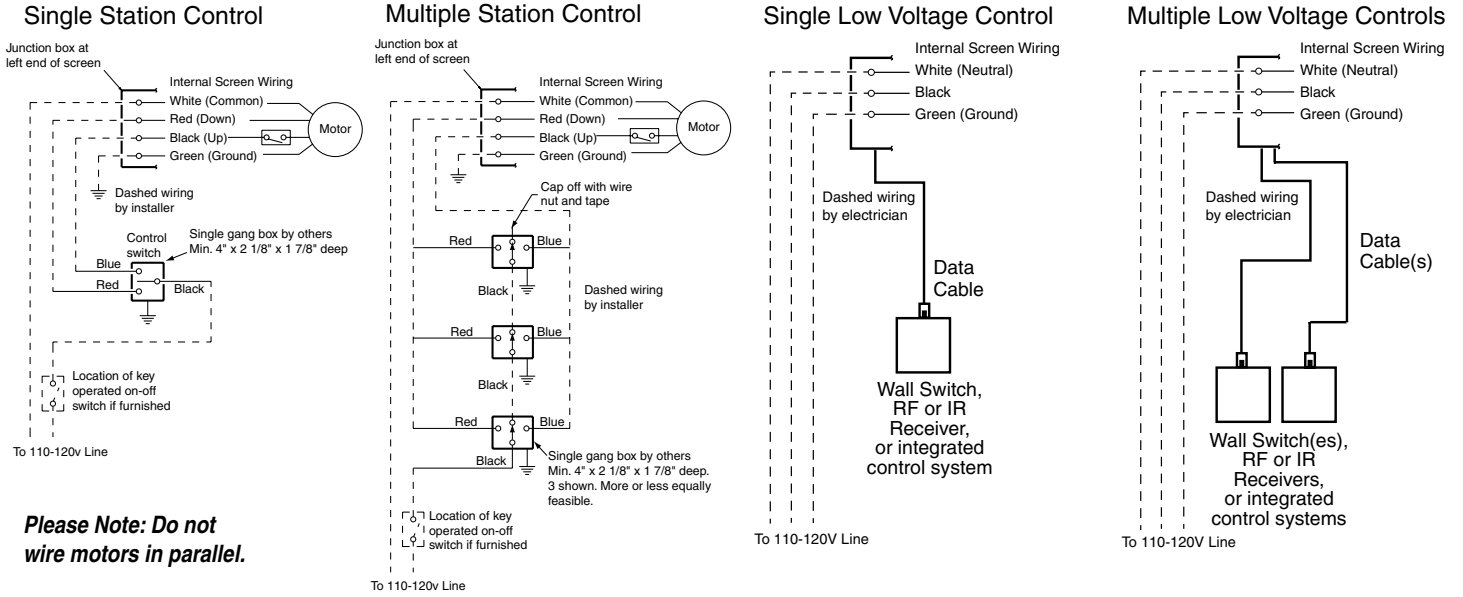 Single Station Control
Junction box at
left end of screen
Internal Screen Wiring
White (Common)
Red (Down)
Black (Up)
Green (Ground)
Motor
Dashed wiring
by installer
Control
switch
Single gang box by others
Min. 4" x 2 1/8" x 1 7/8" deep
Blue
Red
Black
Location of key
operated on-off
switch if furnished
To 110-120v Line
Please Note: Do not
wire motors in parallel.
Multiple Station Control
Junction box at
left end of screen
Internal Screen Wiring
White (Common)
Red (Down)
Black (Up)
Green (Ground)
Motor
Cap off with wire
nut and tape
Red
Blue
Black
Dashed wiring
by installer
Red
Blue
Black
Red
Blue
Black
Single gang box by others
Min. 4" x 2 1/8" x 1 7/8" deep.
3 shown. More or less equally
feasible.
Location of key
operated on-off
switch if furnished
To 110-120v Line
Single Low Voltage Control
Internal Screen Wiring
White (Neutral)
Black
Green (Ground)
Dashed wiring
by electrician
Data
Cable
Wall Switch,
RF or IR
Receiver,
or integrated
control system
To 110-120V Line
Multiple Low Voltage Controls
Internal Screen Wiring
White (Neutral)
Black
Green (Ground)
Dashed wiring
by electrician
Data
Cable(s)
Wall Switch(es),
RF or IR
Receivers,
or integrated
control systems
To 110-120V Line